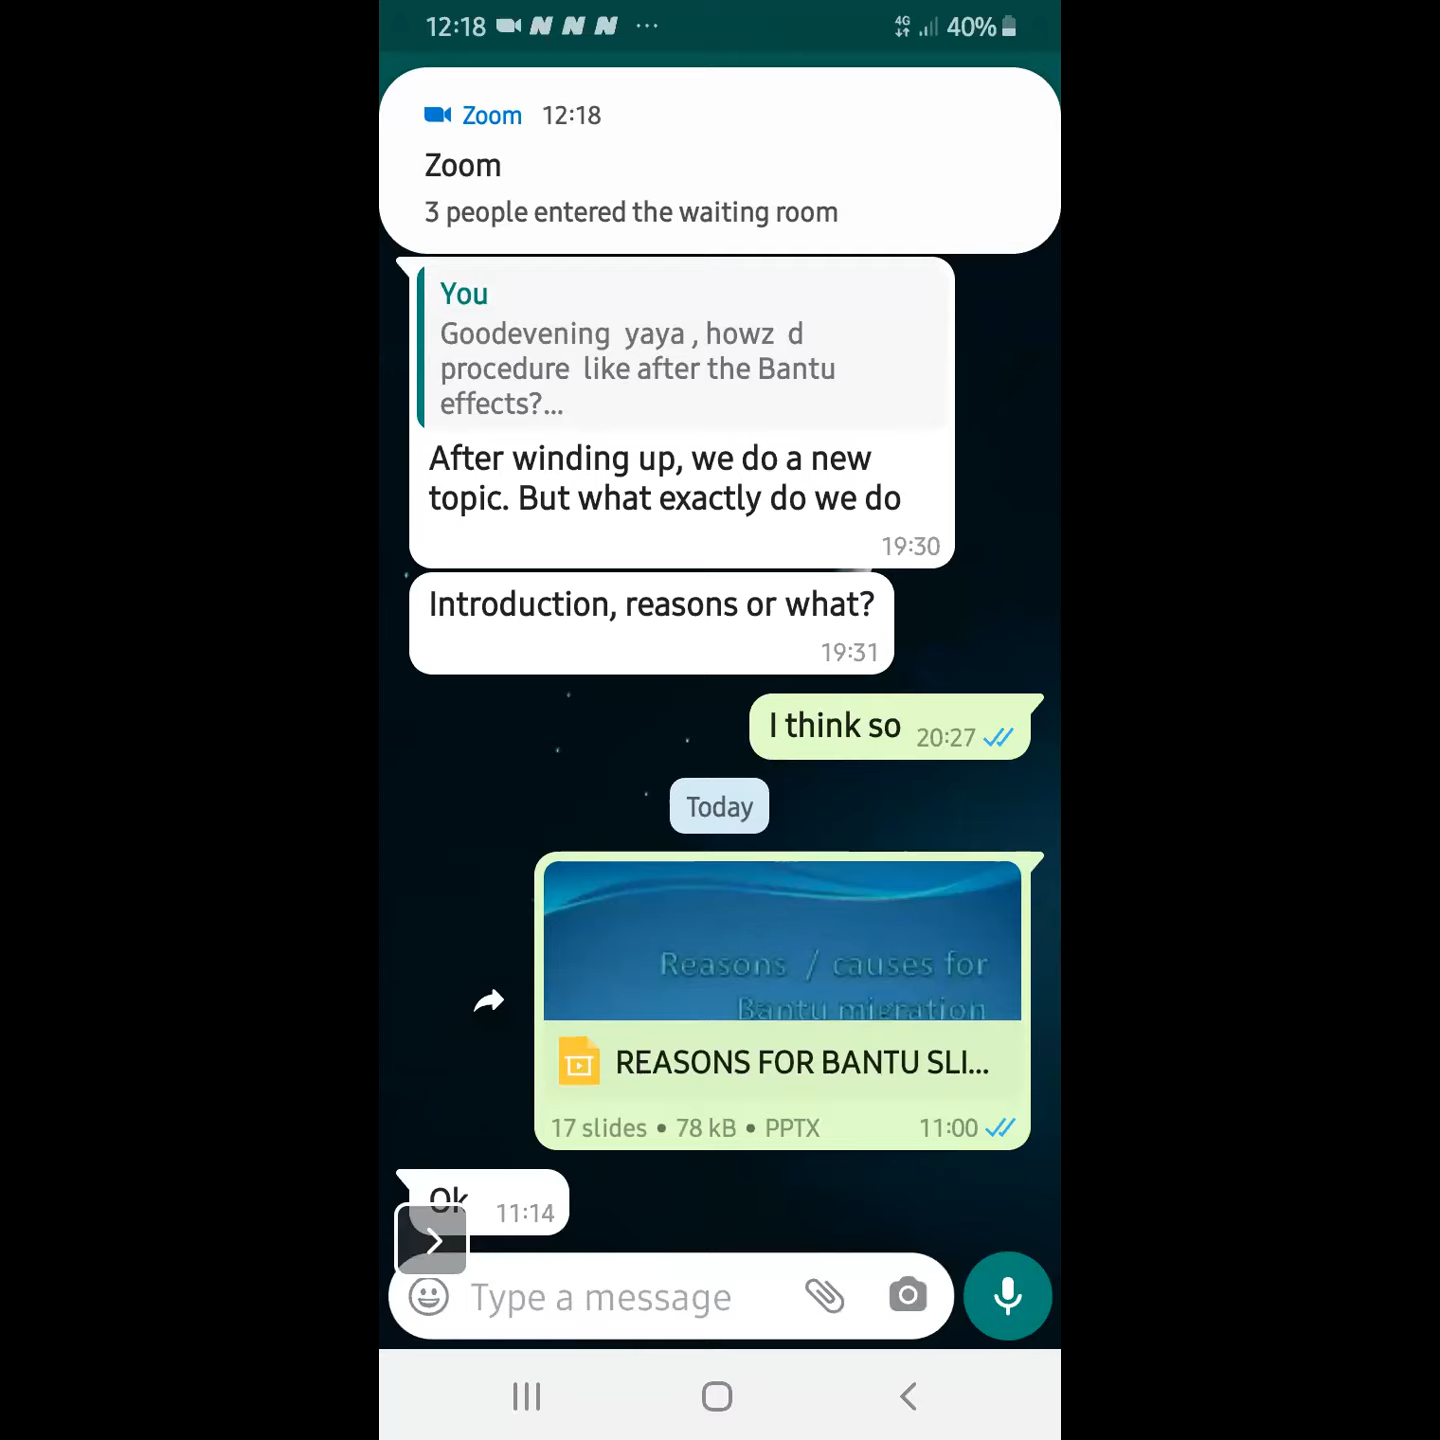 12:18 ... 4G 40%
Zoom 12:18
Zoom
3 people entered the waiting room
You
Goodevening yaya , howz d
procedure like after the Bantu
effects?...
After winding up, we do a new
topic. But what exactly do we do
19:30
Introduction, reasons or what?
19:31
I think so 20:27
Today
Reasons / causes for
Bantu migration
REASONS FOR BANTU SLI...
17 slides • 78 kB • PPTX 11:00
Ok 11:14
Type a message